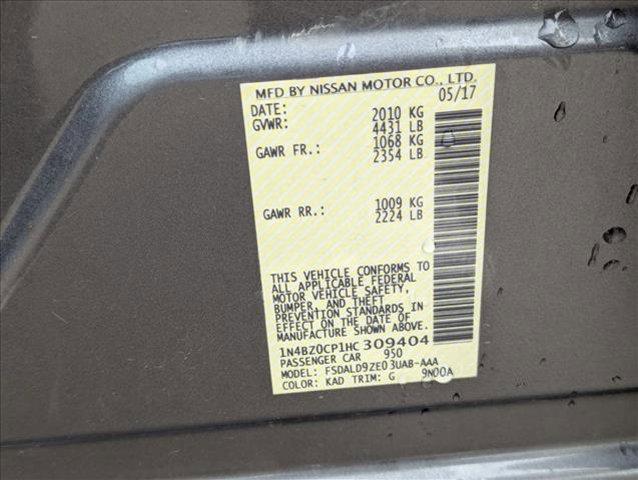 MFD BY NISSAN MOTOR CO., LTD.
DATE: 05/17
GVWR: 2010 KG
4431 LB
GAWR FR.: 1068 KG
2354 LB
GAWR RR.: 1009 KG
2224 LB
THIS VEHICLE CONFORMS TO
ALL APPLICABLE FEDERAL
MOTOR VEHICLE SAFETY,
BUMPER, AND THEFT
PREVENTION STANDARDS IN
EFFECT ON THE DATE OF
MANUFACTURE SHOWN ABOVE.
1N4BZ0CP1HC 309404
PASSENGER CAR 950
MODEL: FSDALD9ZE03UAB-AAA
COLOR: KAD TRIM: G 9N00A